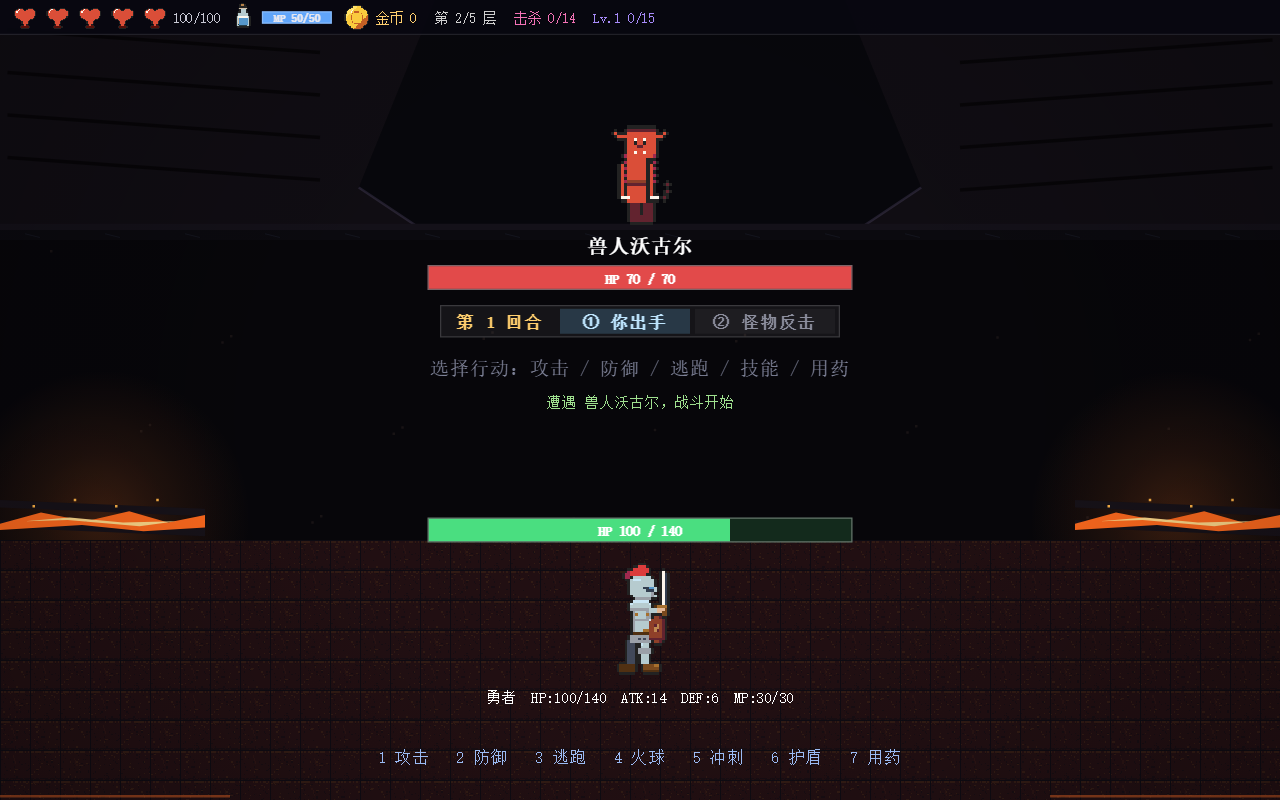 100/100 MP 50/50 金币 0 第 2/5 层 击杀 0/14 Lv.1 0/15
兽人沃古尔
HP 70 / 70
第 1 回合 ① 你出手 ② 怪物反击
选择行动: 攻击 / 防御 / 逃跑 / 技能 / 用药
遭遇 兽人沃古尔，战斗开始
HP 100 / 140
勇者 HP:100/140 ATK:14 DEF:6 MP:30/30
1 攻击 2 防御 3 逃跑 4 火球 5 冲刺 6 护盾 7 用药